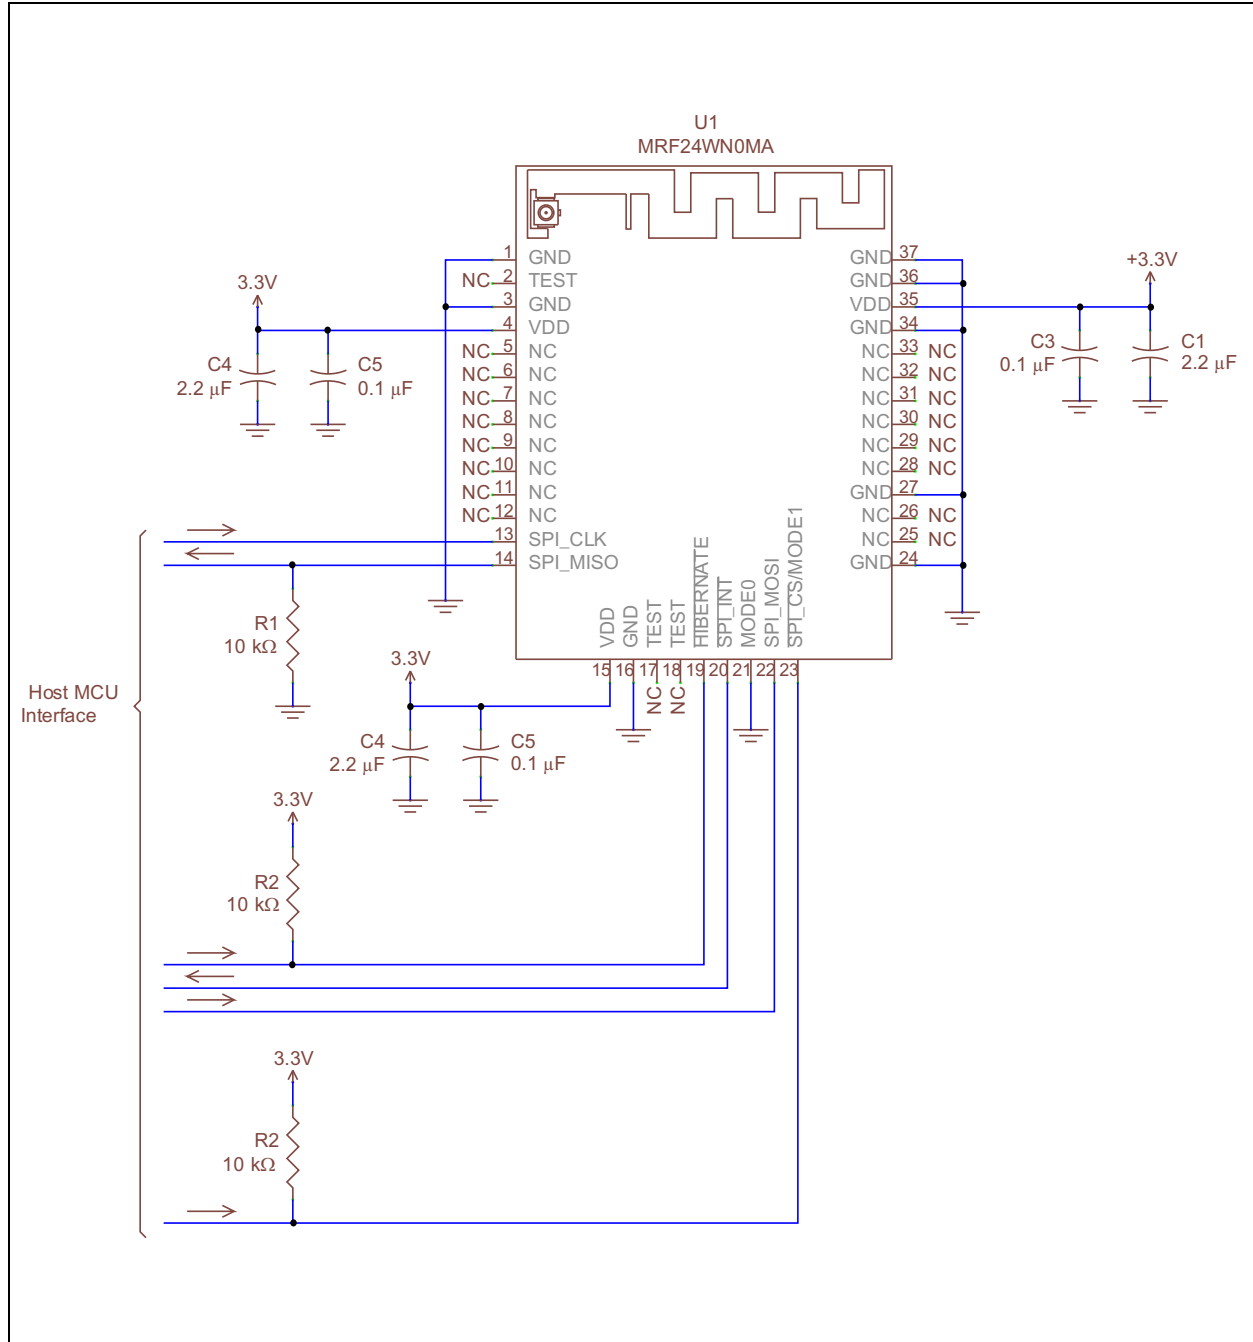 U1
MRF24WN0MA
1 GND
NC 2 TEST
3 GND
4 VDD
NC 5 NC
NC 6 NC
NC 7 NC
NC 8 NC
NC 9 NC
NC 10 NC
NC 11 NC
NC 12 NC
13 SPI_CLK
14 SPI_MISO
GND 37
GND 36
VDD 35
GND 34
NC 33 NC
NC 32 NC
NC 31 NC
NC 30 NC
NC 29 NC
NC 28 NC
GND 27
NC 26 NC
NC 25 NC
GND 24
VDD 15
GND 16
TEST 17 NC
TEST 18 NC
HIBERNATE 19
SPI_INT 20
MODE0 21
SPI_MOSI 22
SPI_CS/MODE1 23
3.3V
C4
2.2 μF
C5
0.1 μF
+3.3V
C3
0.1 μF
C1
2.2 μF
R1
10 kΩ
Host MCU
Interface
3.3V
C4
2.2 μF
C5
0.1 μF
3.3V
R2
10 kΩ
3.3V
R2
10 kΩ